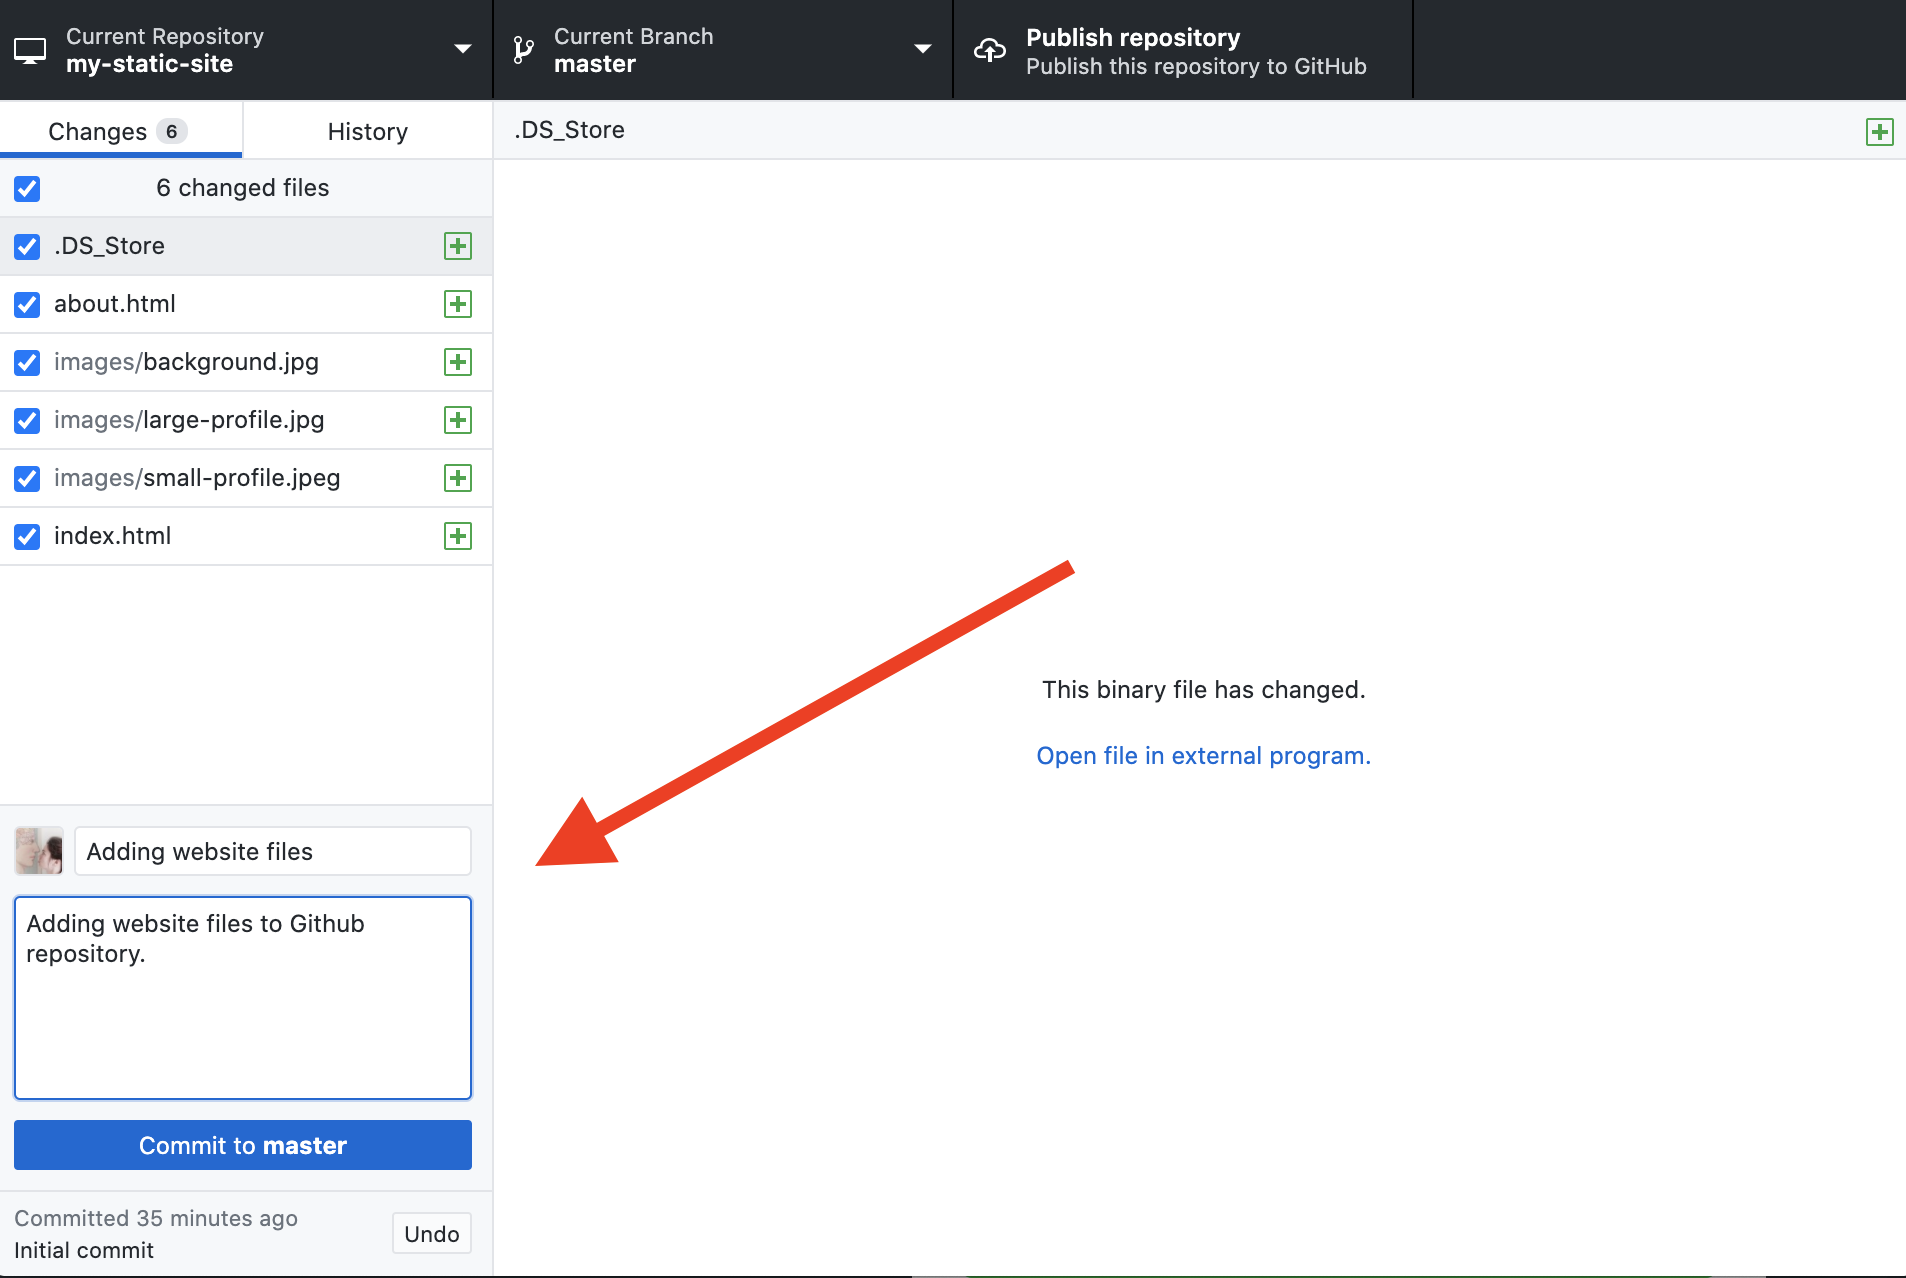 Current Repository
my-static-site
Current Branch
master
Publish repository
Publish this repository to GitHub
Changes 6
History
.DS_Store
6 changed files
.DS_Store
about.html
images/background.jpg
images/large-profile.jpg
images/small-profile.jpeg
index.html
This binary file has changed.
Open file in external program.
Adding website files
Adding website files to Github
repository.
Commit to master
Committed 35 minutes ago
Initial commit
Undo